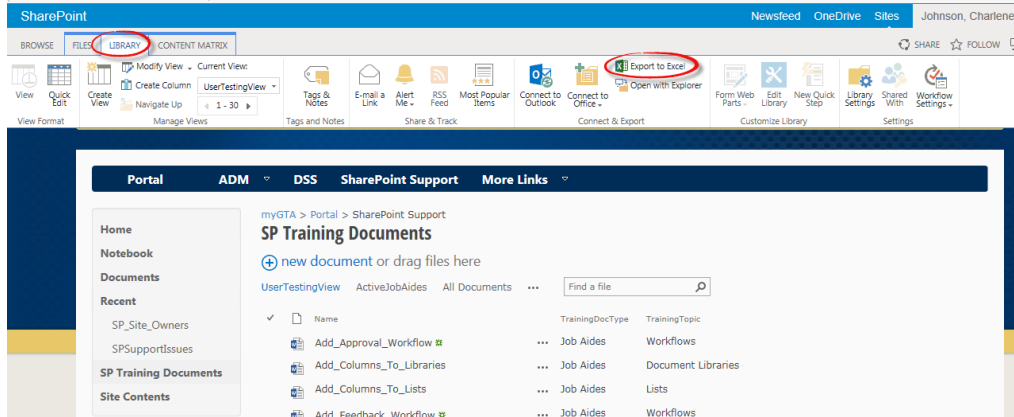 SharePoint Newsfeed OneDrive Sites Johnson, Charlene
BROWSE FILES LIBRARY CONTENT MATRIX SHARE FOLLOW
View Quick Edit Create View Modify View Current View: Tags & Notes E-mail a Link Alert Me RSS Feed Most Popular Items Connect to Outlook Connect to Office Export to Excel Form Web Parts Edit Library New Quick Step Library Settings Shared With Workflow Settings
Create Column UserTestingView Open with Explorer
Navigate Up 1 - 30
View Format Manage Views Tags and Notes Share & Track Connect & Export Customize Library Settings
Portal ADM DSS SharePoint Support More Links
myGTA > Portal > SharePoint Support
Home
SP Training Documents
Notebook
new document or drag files here
Documents
UserTestingView ActiveJobAides All Documents ... Find a file
Recent
Name TrainingDocType TrainingTopic
SP_Site_Owners
Add_Approval_Workflow ... Job Aides Workflows
SPSupportIssues
Add_Columns_To_Libraries ... Job Aides Document Libraries
SP Training Documents
Add_Columns_To_Lists ... Job Aides Lists
Site Contents
Add_Feedback_Workflow ... Job Aides Workflows